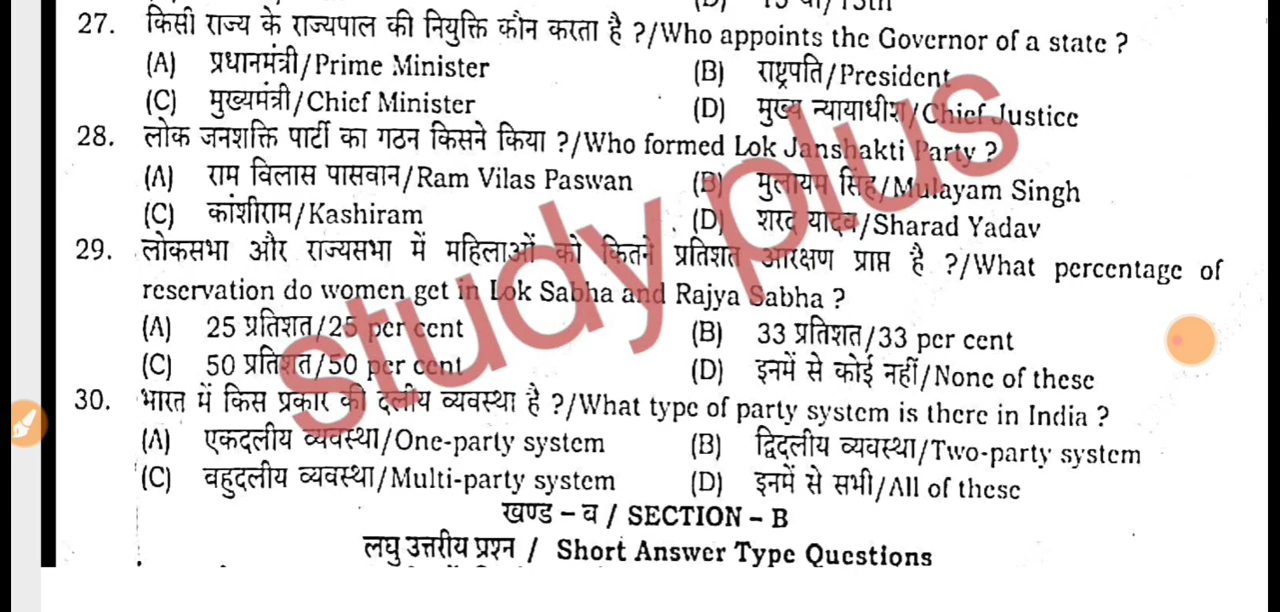 (D) 15 वा/15th
27. किसी राज्य के राज्यपाल की नियुक्ति कौन करता है ?/Who appoints the Governor of a state ?
(A) प्रधानमंत्री/Prime Minister (B) राष्ट्रपति/President
(C) मुख्यमंत्री/Chief Minister (D) मुख्य न्यायाधीश/Chief Justice
28. लोक जनशक्ति पार्टी का गठन किसने किया ?/Who formed Lok Janshakti Party ?
(A) राम विलास पासवान/Ram Vilas Paswan (B) मुलायम सिंह/Mulayam Singh
(C) कांशीराम/Kashiram (D) शरद यादव/Sharad Yadav
29. लोकसभा और राज्यसभा में महिलाओं को कितने प्रतिशत आरक्षण प्राप्त है ?/What percentage of
reservation do women get in Lok Sabha and Rajya Sabha ?
(A) 25 प्रतिशत/25 per cent (B) 33 प्रतिशत/33 per cent
(C) 50 प्रतिशत/50 per cent (D) इनमें से कोई नहीं/None of these
30. भारत में किस प्रकार की दलीय व्यवस्था है ?/What type of party system is there in India ?
(A) एकदलीय व्यवस्था/One-party system (B) द्विदलीय व्यवस्था/Two-party system
(C) वहुदलीय व्यवस्था/Multi-party system (D) इनमें से सभी/All of these
खण्ड – व / SECTION – B
लघु उत्तरीय प्रश्न / Short Answer Type Questions
study plus